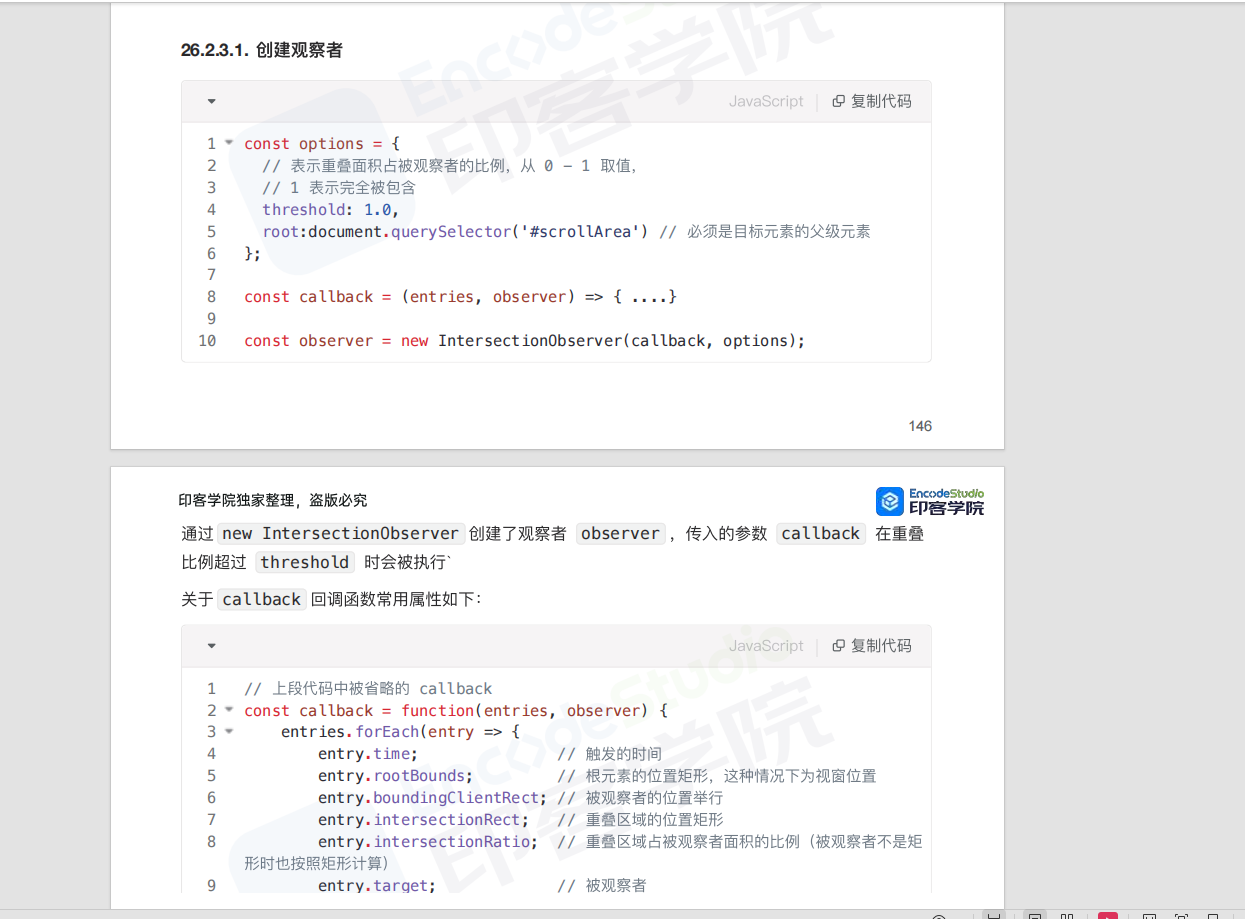 26.2.3.1. 创建观察者
JavaScript 复制代码
1 const options = {
2 // 表示重叠面积占被观察者的比例，从 0 - 1 取值，
3 // 1 表示完全被包含
4 threshold: 1.0,
5 root:document.querySelector('#scrollArea') // 必须是目标元素的父级元素
6 };
7
8 const callback = (entries, observer) => { ....}
9
10 const observer = new IntersectionObserver(callback, options);
146
印客学院独家整理，盗版必究
EncodeStudio
印客学院
通过 new IntersectionObserver 创建了观察者 observer ，传入的参数 callback 在重叠
比例超过 threshold 时会被执行`
关于 callback 回调函数常用属性如下：
JavaScript 复制代码
1 // 上段代码中被省略的 callback
2 const callback = function(entries, observer) {
3 entries.forEach(entry => {
4 entry.time; // 触发的时间
5 entry.rootBounds; // 根元素的位置矩形，这种情况下为视窗位置
6 entry.boundingClientRect; // 被观察者的位置举行
7 entry.intersectionRect; // 重叠区域的位置矩形
8 entry.intersectionRatio; // 重叠区域占被观察者面积的比例（被观察者不是矩
形时也按照矩形计算）
9 entry.target; // 被观察者
EncodeStudio
印客学院
EncodeStudio
印客学院